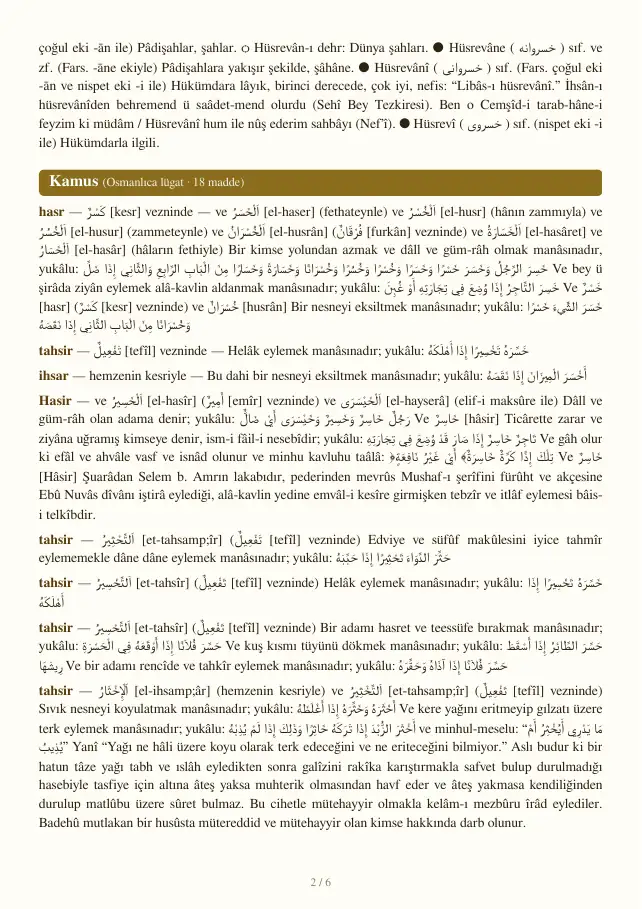 çoğul eki -ān ile) Pâdişahlar, şahlar. o Hüsrevân-ı dehr: Dünya şahları. ● Hüsrevâne ( خسروانه ) sıf. ve
zf. (Fars. -āne ekiyle) Pâdişahlara yakışır şekilde, şâhâne. ● Hüsrevânî ( خسروانی ) sıf. (Fars. çoğul eki
-ān ve nispet eki -i ile) Hükümdara lâyık, birinci derecede, çok iyi, nefis: “Libâs-ı hüsrevânî.” İhsân-ı
hüsrevânîden behremend ü saâdet-mend olurdu (Sehî Bey Tezkiresi). Ben o Cemşîd-i tarab-hâne-i
feyzim ki müdâm / Hüsrevânî hum ile nûş ederim sahbâyı (Nef’î). ● Hüsrevî ( خسروى ) sıf. (nispet eki -i
ile) Hükümdarla ilgili.
Kamus (Osmanlıca lügat · 18 madde)
hasr — كَسْرٌ [kesr] vezninde — ve اَلْخَسَرُ [el-haser] (fethateynle) ve اَلْخُسْرُ [el-husr] (hânın zammıyla) ve
اَلْخُسُرُ [el-husur] (zammeteynle) ve اَلْخُسْرَانُ [el-husrân] (فُرْقَانٌ [furkân] vezninde) ve اَلْخَسَارَةُ [el-hasâret] ve
اَلْخَسَارُ [el-hasâr] (hâların fethiyle) Bir kimse yolundan azmak ve dâll ve güm-râh olmak manâsınadır,
yukâlu: خَسِرَ الرَّجُلُ وَخَسَرَ خَسْرًا وَخَسَرًا وَخُسْرًا وَخُسُرًا وَخُسْرَانًا وَخَسَارَةً وَخَسَارًا مِنَ الْبَابِ الرَّابِعِ وَالثَّانِي إِذَا ضَلَّ Ve bey ü
şirâda ziyân eylemek alâ-kavlin aldanmak manâsınadır; yukâlu: خَسِرَ التَّاجِرُ إِذَا وُضِعَ فِي تِجَارَتِهِ أَوْ غُبِنَ Ve خَسْرٌ
[hasr] (كَسْرٌ [kesr] vezninde) ve خُسْرَانٌ [husrân] Bir nesneyi eksiltmek manâsınadır; yukâlu: خَسَرَ الشَّيءَ خَسْرًا
وَخُسْرَانًا مِنَ الْبَابِ الثَّانِي إِذَا نَقَصَهُ
tahsir — تَفْعِيلٌ [tefîl] vezninde — Helâk eylemek manâsınadır; yukâlu: خَسَّرَهُ تَخْسِيرًا إِذَا أَهْلَكَهُ
ihsar — hemzenin kesriyle — Bu dahi bir nesneyi eksiltmek manâsınadır; yukâlu: أَخْسَرَ الْمِيزَانَ إِذَا نَقَصَهُ
Hasir — ve اَلْخَسِيرُ [el-hasîr] (أَمِيرٌ [emîr] vezninde) ve اَلْخَيْسَرَى [el-hayserâ] (elif-i maksûre ile) Dâll ve
güm-râh olan adama denir; yukâlu: رَجُلٌ خَاسِرٌ وَخَسِيرٌ وَخَيْسَرَى أَيْ ضَالٌّ Ve خَاسِرٌ [hâsir] Ticârette zarar ve
ziyâna uğramış kimseye denir, ism-i fâil-i nesebîdir; yukâlu: تَاجِرٌ خَاسِرٌ إِذَا صَارَ قَدْ وُضِعَ فِي تِجَارَتِهِ Ve gâh olur
ki efâl ve ahvâle vasf ve isnâd olunur ve minhu kavluhu taâlâ: ﴿تِلْكَ إِذًا كَرَّةٌ خَاسِرَةٌ﴾ أَيْ غَيْرُ نَافِعَةٍ Ve خَاسِرٌ
[Hâsir] Şuarâdan Selem b. Amrın lakabıdır, pederinden mevrûs Mushaf-ı şerîfini fürûht ve akçesine
Ebû Nuvâs dîvânı iştirâ eylediği, alâ-kavlin yedine emvâl-i kesîre girmişken tebzîr ve itlâf eylemesi bâis-
i telkîbdir.
tahsir — اَلتَّحْثِيرُ [et-tahsamp;îr] (تَفْعِيلٌ [tefîl] vezninde) Edviye ve süfûf makûlesini iyice tahmîr
eylememekle dâne dâne eylemek manâsınadır; yukâlu: حَثَّرَ الدَّوَاءَ تَحْثِيرًا إِذَا حَبَّبَهُ
tahsir — اَلتَّخْسِيرُ [et-tahsîr] (تَفْعِيلٌ [tefîl] vezninde) Helâk eylemek manâsınadır; yukâlu: خَسَّرَهُ تَخْسِيرًا إِذَا
أَهْلَكَهُ
tahsir — اَلتَّحْسِيرُ [et-tahsîr] (تَفْعِيلٌ [tefîl] vezninde) Bir adamı hasret ve teessüfe bırakmak manâsınadır;
yukâlu: حَسَّرَ فُلَانًا إِذَا أَوْقَعَهُ فِي الْحَسْرَةِ Ve kuş kısmı tüyünü dökmek manâsınadır; yukâlu: حَسَّرَ الطَّائِرُ إِذَا أَسْقَطَ
رِيشَهَا Ve bir adamı rencîde ve tahkîr eylemek manâsınadır; yukâlu: حَسَّرَ فُلَانًا إِذَا آذَاهُ وَحَقَّرَهُ
tahsir — اَلْإِخْثَارُ [el-ihsamp;âr] (hemzenin kesriyle) ve اَلتَّخْثِيرُ [et-tahsamp;îr] (تَفْعِيلٌ [tefîl] vezninde)
Sıvık nesneyi koyulatmak manâsınadır; yukâlu: أَخْثَرَهُ وَخَثَّرَهُ إِذَا أَغْلَظَهُ Ve kere yağını eritmeyip gılzatı üzere
terk eylemek manâsınadır; yukâlu: أَخْثَرَ الزُّبْدَ إِذَا تَرَكَهُ خَاثِرًا وَذَلِكَ إِذَا لَمْ يُذِبْهُ ve minhul-meselu: “مَا يَدْرِي أَيُخْثِرُ أَمْ
يُذِيبُ” Yanî “Yağı ne hâli üzere koyu olarak terk edeceğini ve ne eriteceğini bilmiyor.” Aslı budur ki bir
hatun tâze yağı tabh ve ıslâh eyledikten sonra galîzini rakîka karıştırmakla safvet bulup durulmadığı
hasebiyle tasfiye için altına âteş yaksa muhterik olmasından havf eder ve âteş yakmasa kendiliğinden
durulup matlûbu üzere sûret bulmaz. Bu cihetle mütehayyir olmakla kelâm-ı mezbûru îrâd eylediler.
Badehû mutlakan bir husûsta mütereddid ve mütehayyir olan kimse hakkında darb olunur.
2 / 6